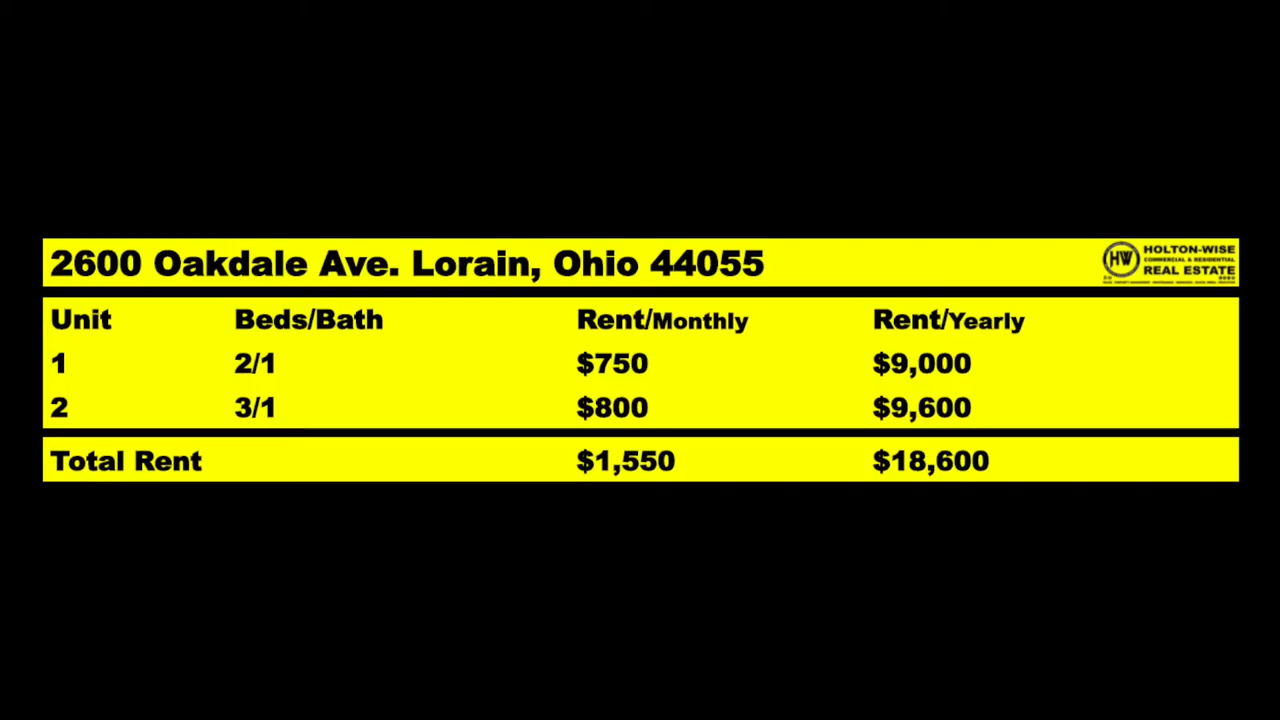 2600 Oakdale Ave. Lorain, Ohio 44055
HW
HOLTON-WISE
COMMERCIAL & RESIDENTIAL
REAL ESTATE
Unit Beds/Bath Rent/Monthly Rent/Yearly
1 2/1 $750 $9,000
2 3/1 $800 $9,600
Total Rent $1,550 $18,600